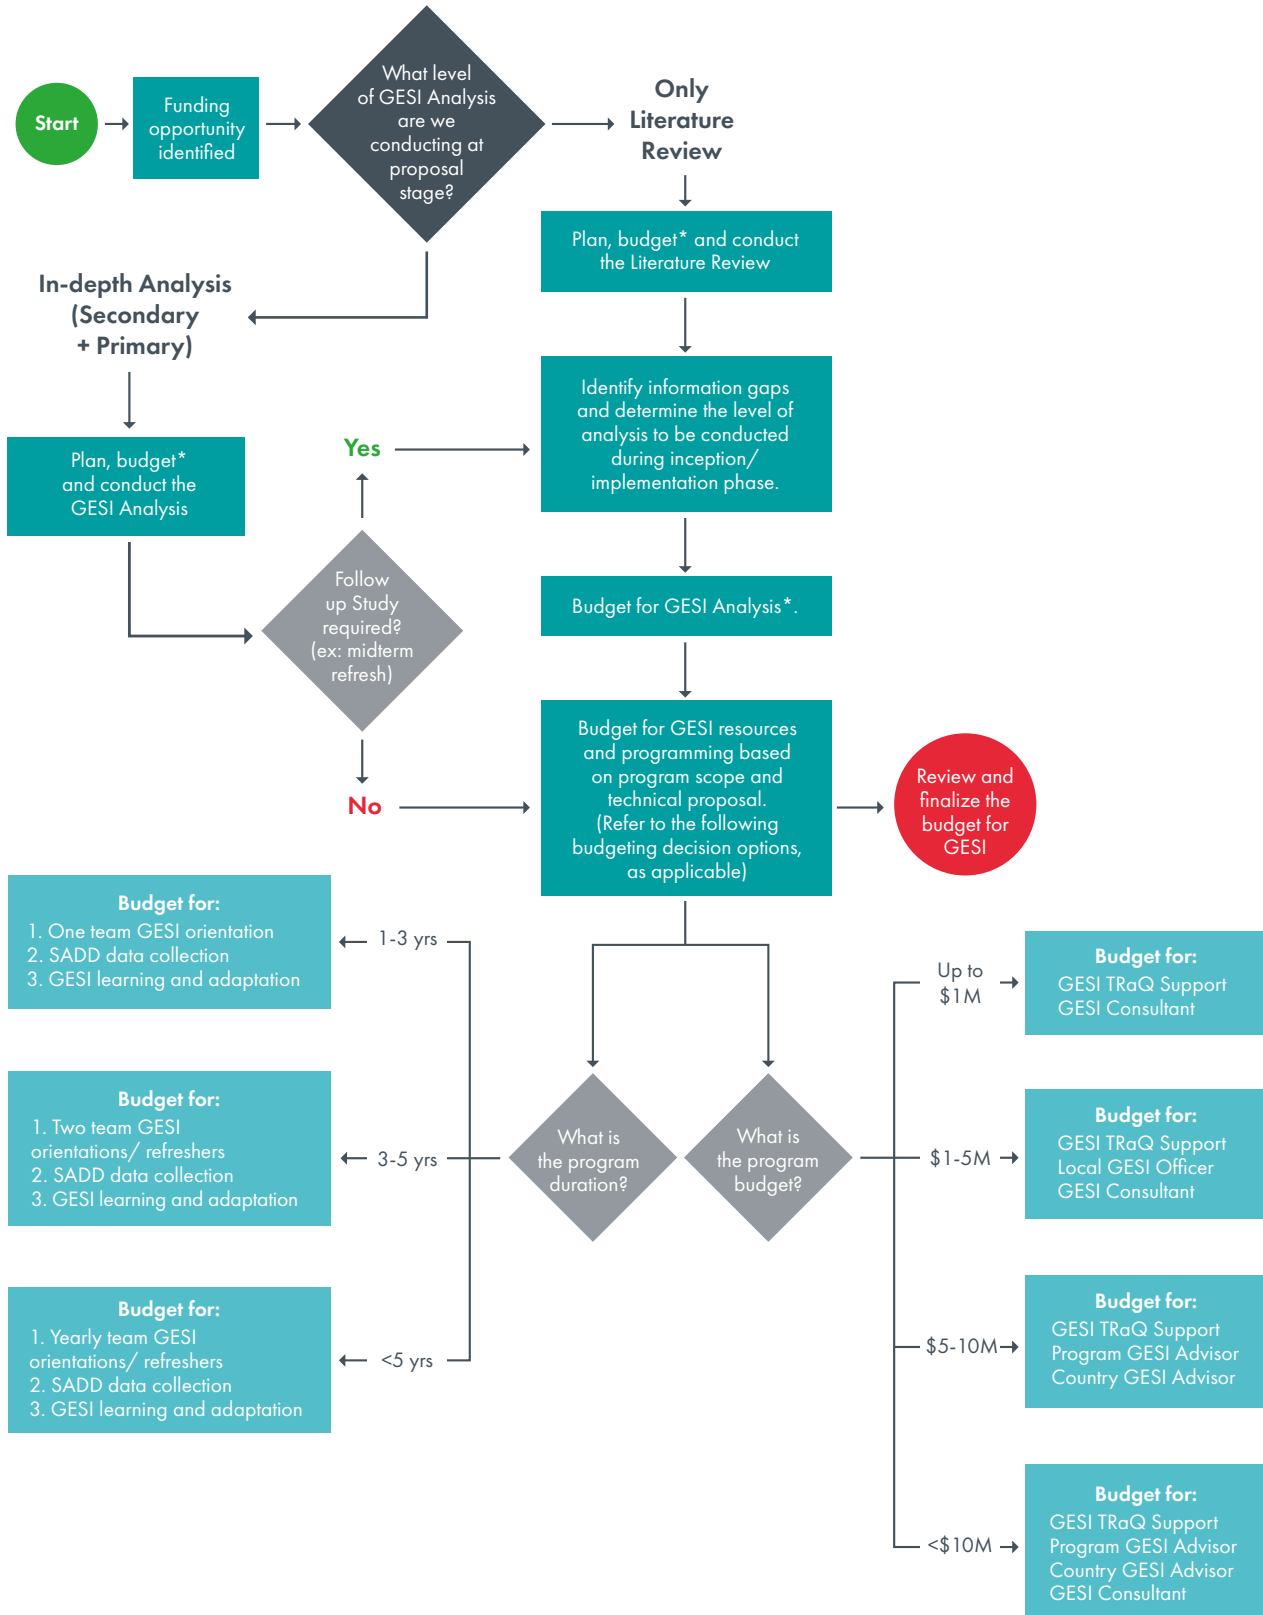 Start
Funding
opportunity
identified
What level
of GESI Analysis
are we
conducting at
proposal
stage?
Only
Literature
Review
Plan, budget* and conduct
the Literature Review
In-depth Analysis
(Secondary
+ Primary)
Plan, budget*
and conduct the
GESI Analysis
Yes
Identify information gaps
and determine the level of
analysis to be conducted
during inception/
implementation phase.
Follow
up Study
required?
(ex: midterm
refresh)
Budget for GESI Analysis*.
No
Budget for GESI resources
and programming based
on program scope and
technical proposal.
(Refer to the following
budgeting decision options,
as applicable)
Review and
finalize the
budget for
GESI
Budget for:
1. One team GESI orientation
2. SADD data collection
3. GESI learning and adaptation
1-3 yrs
Budget for:
1. Two team GESI
orientations/ refreshers
2. SADD data collection
3. GESI learning and adaptation
3-5 yrs
Budget for:
1. Yearly team GESI
orientations/ refreshers
2. SADD data collection
3. GESI learning and adaptation
<5 yrs
What is
the program
duration?
What is
the program
budget?
Up to
$1M
Budget for:
GESI TRaQ Support
GESI Consultant
$1-5M
Budget for:
GESI TRaQ Support
Local GESI Officer
GESI Consultant
$5-10M
Budget for:
GESI TRaQ Support
Program GESI Advisor
Country GESI Advisor
<$10M
Budget for:
GESI TRaQ Support
Program GESI Advisor
Country GESI Advisor
GESI Consultant